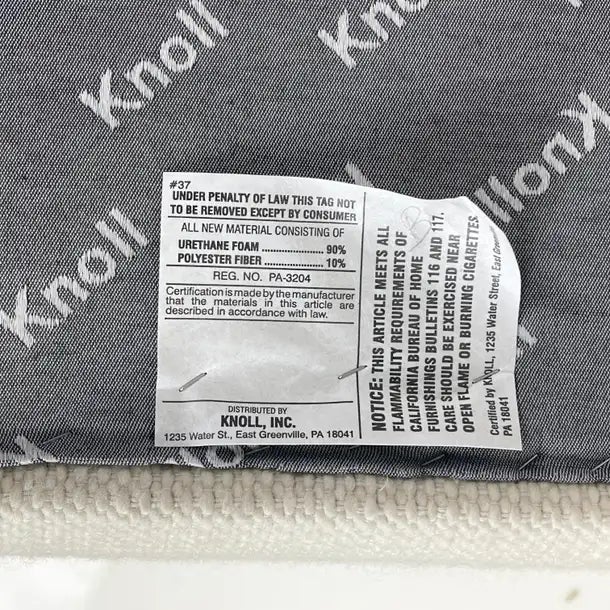 Knoll
Knoll
Knoll
Knoll
#37
UNDER PENALTY OF LAW THIS TAG NOT
TO BE REMOVED EXCEPT BY CONSUMER
ALL NEW MATERIAL CONSISTING OF
URETHANE FOAM .................. 90%
POLYESTER FIBER .................. 10%
REG. NO. PA-3204
Certification is made by the manufacturer
that the materials in this article are
described in accordance with law.
DISTRIBUTED BY
KNOLL, INC.
1235 Water St., East Greenville, PA 18041
NOTICE: THIS ARTICLE MEETS ALL
FLAMMABILITY REQUIREMENTS OF
CALIFORNIA BUREAU OF HOME
FURNISHINGS BULLETINS 116 AND 117.
CARE SHOULD BE EXERCISED NEAR
OPEN FLAME OR BURNING CIGARETTES.
Certified by KNOLL, 1235 Water Street, East Greenville
PA 18041